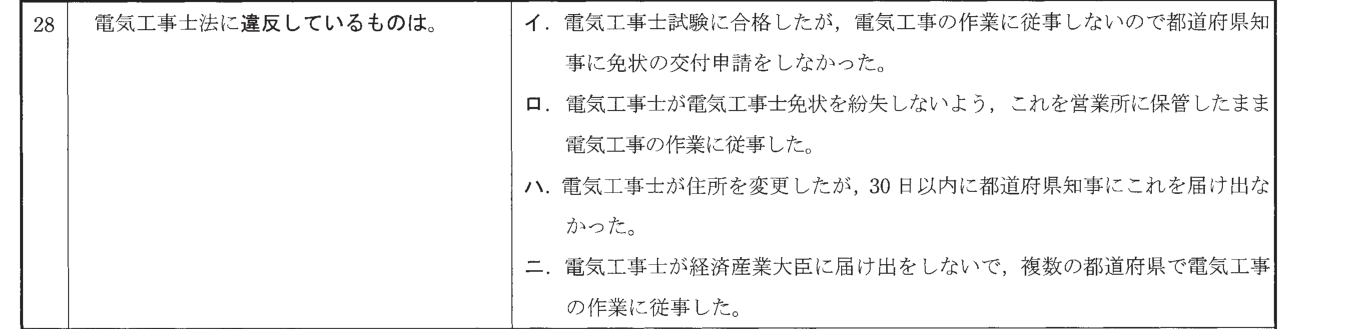 28
電気工事士法に違反しているものは。
イ．電気工事士試験に合格したが，電気工事の作業に従事しないので都道府県知
事に免状の交付申請をしなかった。
ロ．電気工事士が電気工事士免状を紛失しないよう，これを営業所に保管したまま
電気工事の作業に従事した。
ハ．電気工事士が住所を変更したが，30 日以内に都道府県知事にこれを届け出な
かった。
ニ．電気工事士が経済産業大臣に届け出をしないで，複数の都道府県で電気工事
の作業に従事した。